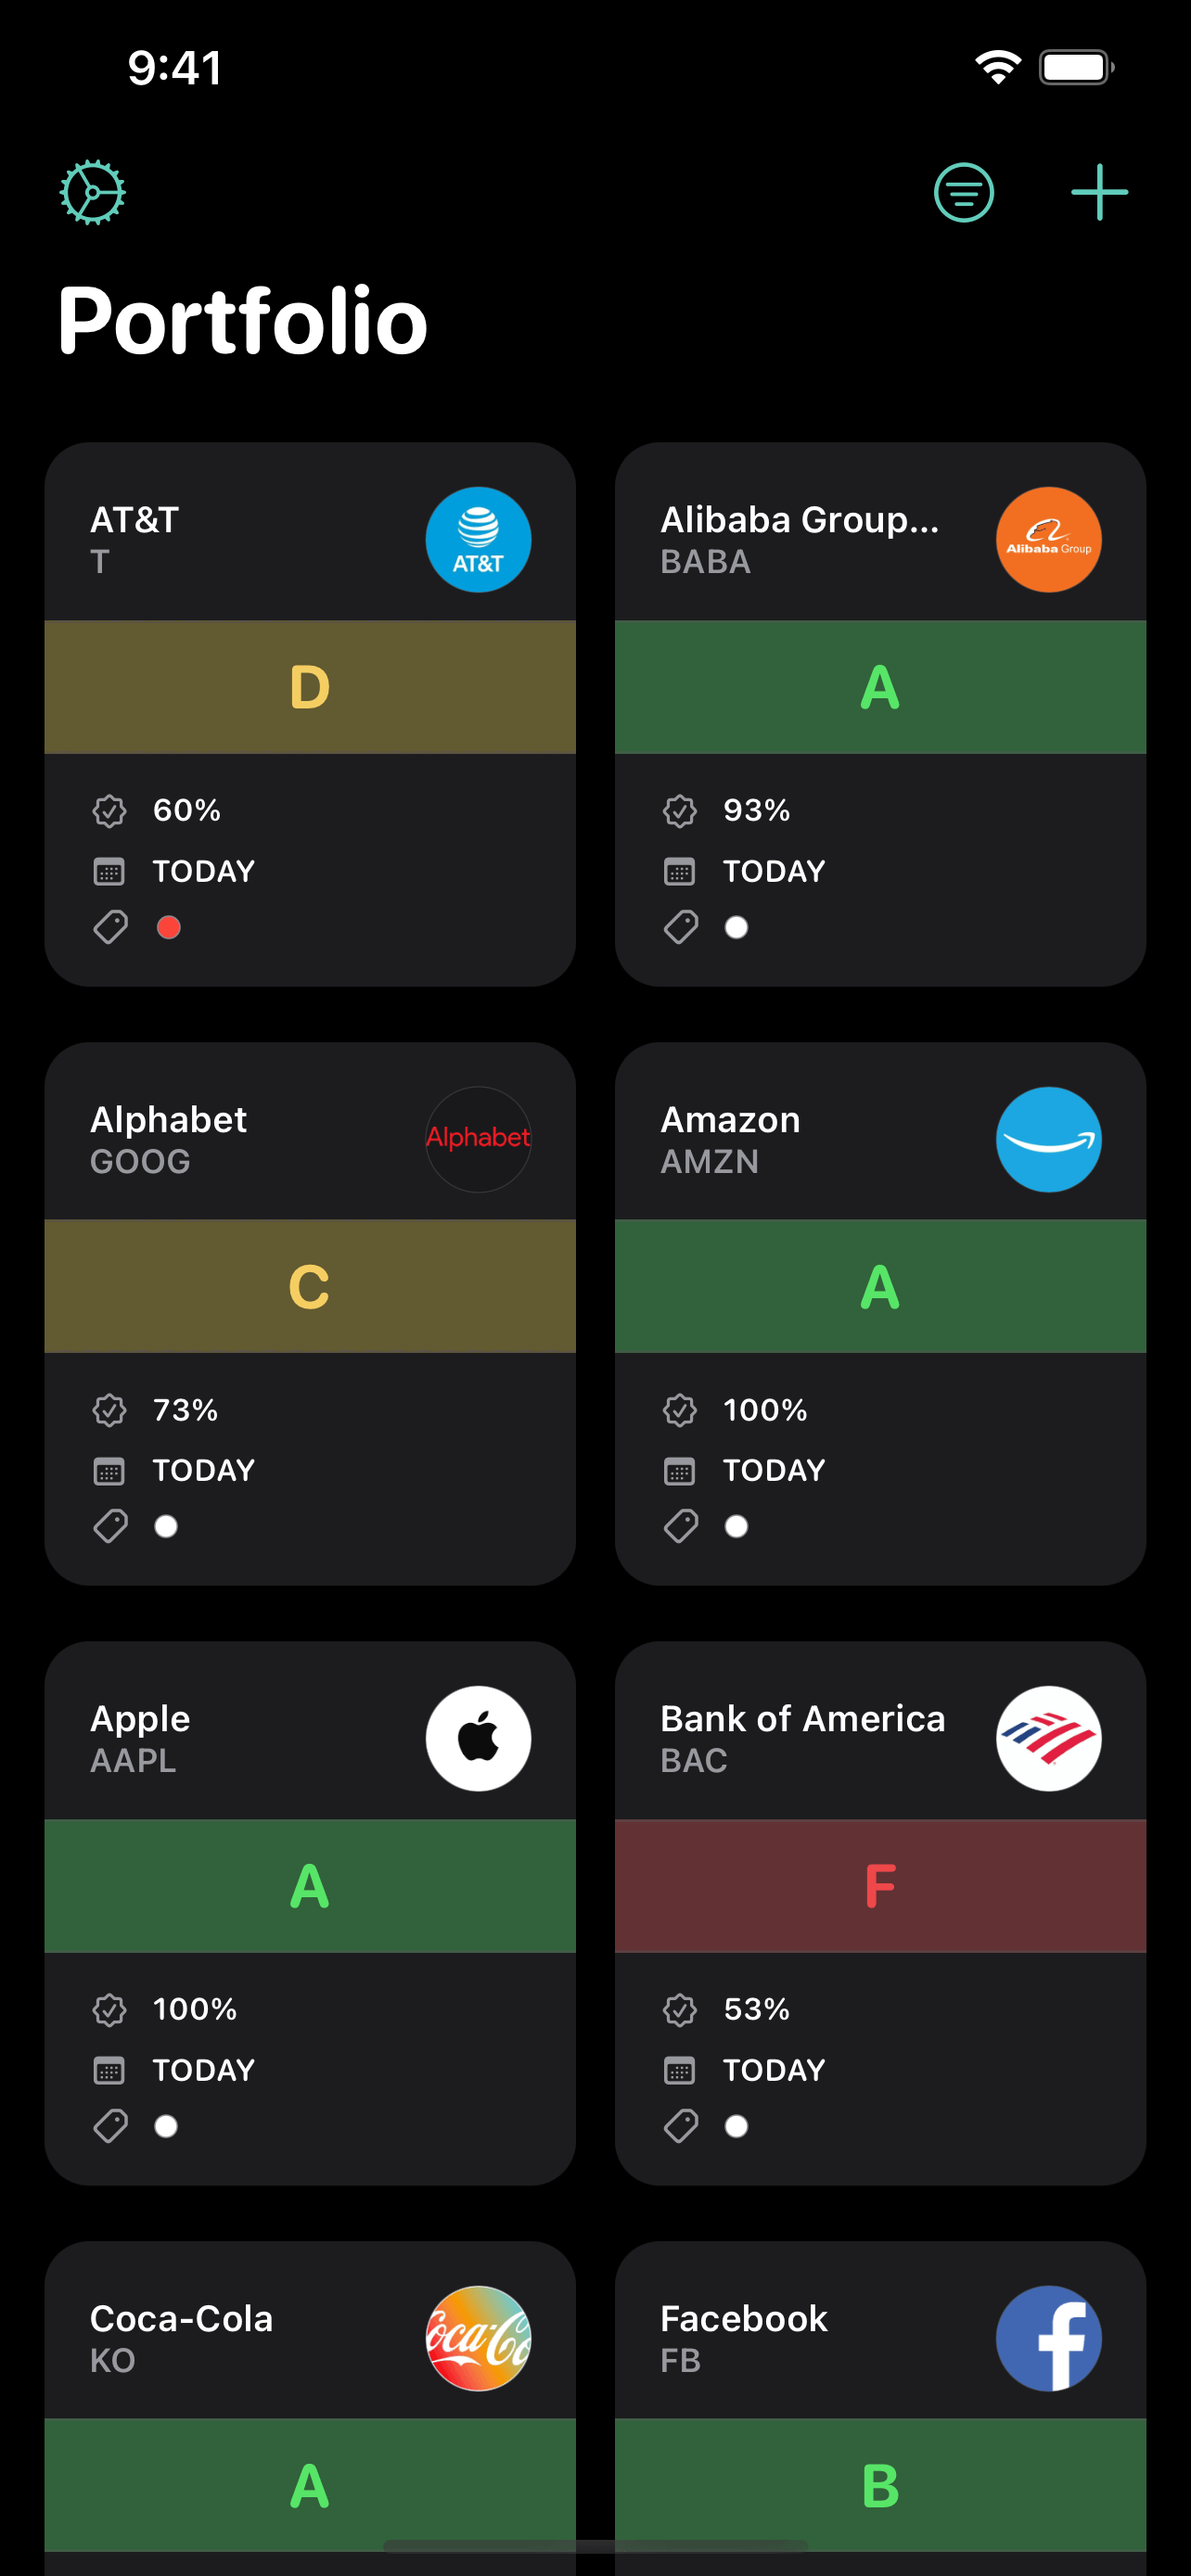 9:41
Portfolio
AT&T
T
AT&T
D
60%
TODAY
Alibaba Group...
BABA
Alibaba Group
A
93%
TODAY
Alphabet
GOOG
Alphabet
C
73%
TODAY
Amazon
AMZN
A
100%
TODAY
Apple
AAPL
A
100%
TODAY
Bank of America
BAC
F
53%
TODAY
Coca-Cola
KO
oca-Co
A
Facebook
FB
f
B